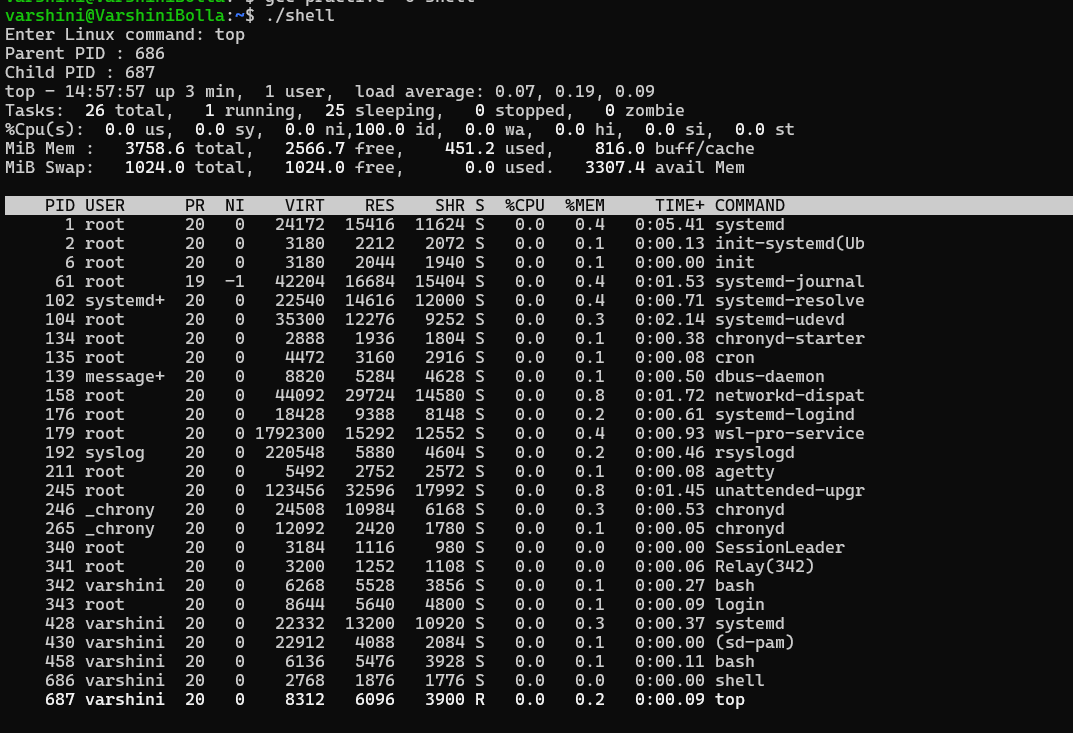 varshini@VarshiniBolla:~$ ./shell
Enter Linux command: top
Parent PID : 686
Child PID : 687
top - 14:57:57 up 3 min,  1 user,  load average: 0.07, 0.19, 0.09
Tasks:  26 total,   1 running,  25 sleeping,   0 stopped,   0 zombie
%Cpu(s):  0.0 us,  0.0 sy,  0.0 ni,100.0 id,  0.0 wa,  0.0 hi,  0.0 si,  0.0 st
MiB Mem :   3758.6 total,   2566.7 free,    451.2 used,    816.0 buff/cache
MiB Swap:   1024.0 total,   1024.0 free,      0.0 used.   3307.4 avail Mem
PID USER      PR  NI    VIRT    RES    SHR S  %CPU  %MEM     TIME+ COMMAND
1 root      20   0   24172  15416  11624 S   0.0   0.4   0:05.41 systemd
2 root      20   0    3180   2212   2072 S   0.0   0.1   0:00.13 init-systemd(Ub
6 root      20   0    3180   2044   1940 S   0.0   0.1   0:00.00 init
61 root      19  -1   42204  16684  15404 S   0.0   0.4   0:01.53 systemd-journal
102 systemd+  20   0   22540  14616  12000 S   0.0   0.4   0:00.71 systemd-resolve
104 root      20   0   35300  12276   9252 S   0.0   0.3   0:02.14 systemd-udevd
134 root      20   0    2888   1936   1804 S   0.0   0.1   0:00.38 chronyd-starter
135 root      20   0    4472   3160   2916 S   0.0   0.1   0:00.08 cron
139 message+  20   0    8820   5284   4628 S   0.0   0.1   0:00.50 dbus-daemon
158 root      20   0   44092  29724  14580 S   0.0   0.8   0:01.72 networkd-dispat
176 root      20   0   18428   9388   8148 S   0.0   0.2   0:00.61 systemd-logind
179 root      20   0 1792300  15292  12552 S   0.0   0.4   0:00.93 wsl-pro-service
192 syslog    20   0  220548   5880   4604 S   0.0   0.2   0:00.46 rsyslogd
211 root      20   0    5492   2752   2572 S   0.0   0.1   0:00.08 agetty
245 root      20   0  123456  32596  17992 S   0.0   0.8   0:01.45 unattended-upgr
246 _chrony   20   0   24508  10984   6168 S   0.0   0.3   0:00.53 chronyd
265 _chrony   20   0   12092   2420   1780 S   0.0   0.1   0:00.05 chronyd
340 root      20   0    3184   1116    980 S   0.0   0.0   0:00.00 SessionLeader
341 root      20   0    3200   1252   1108 S   0.0   0.0   0:00.06 Relay(342)
342 varshini  20   0    6268   5528   3856 S   0.0   0.1   0:00.27 bash
343 root      20   0    8644   5640   4800 S   0.0   0.1   0:00.09 login
428 varshini  20   0   22332  13200  10920 S   0.0   0.3   0:00.37 systemd
430 varshini  20   0   22912   4088   2084 S   0.0   0.1   0:00.00 (sd-pam)
458 varshini  20   0    6136   5476   3928 S   0.0   0.1   0:00.11 bash
686 varshini  20   0    2768   1876   1776 S   0.0   0.0   0:00.00 shell
687 varshini  20   0    8312   6096   3900 R   0.0   0.2   0:00.09 top